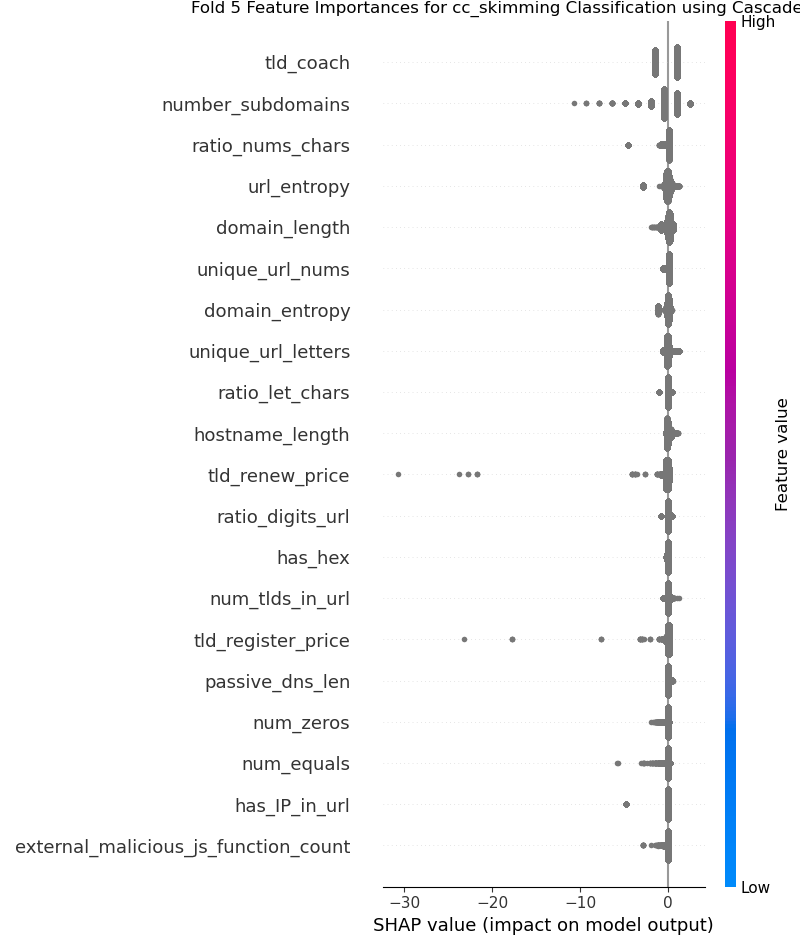 Fold 5 Feature Importances for cc_skimming Classification using Cascade
High
tld_coach
number_subdomains
ratio_nums_chars
url_entropy
domain_length
unique_url_nums
domain_entropy
unique_url_letters
ratio_let_chars
hostname_length
tld_renew_price
ratio_digits_url
has_hex
num_tlds_in_url
tld_register_price
passive_dns_len
num_zeros
num_equals
has_IP_in_url
external_malicious_js_function_count
Feature value
Low
−30 −20 −10 0
SHAP value (impact on model output)